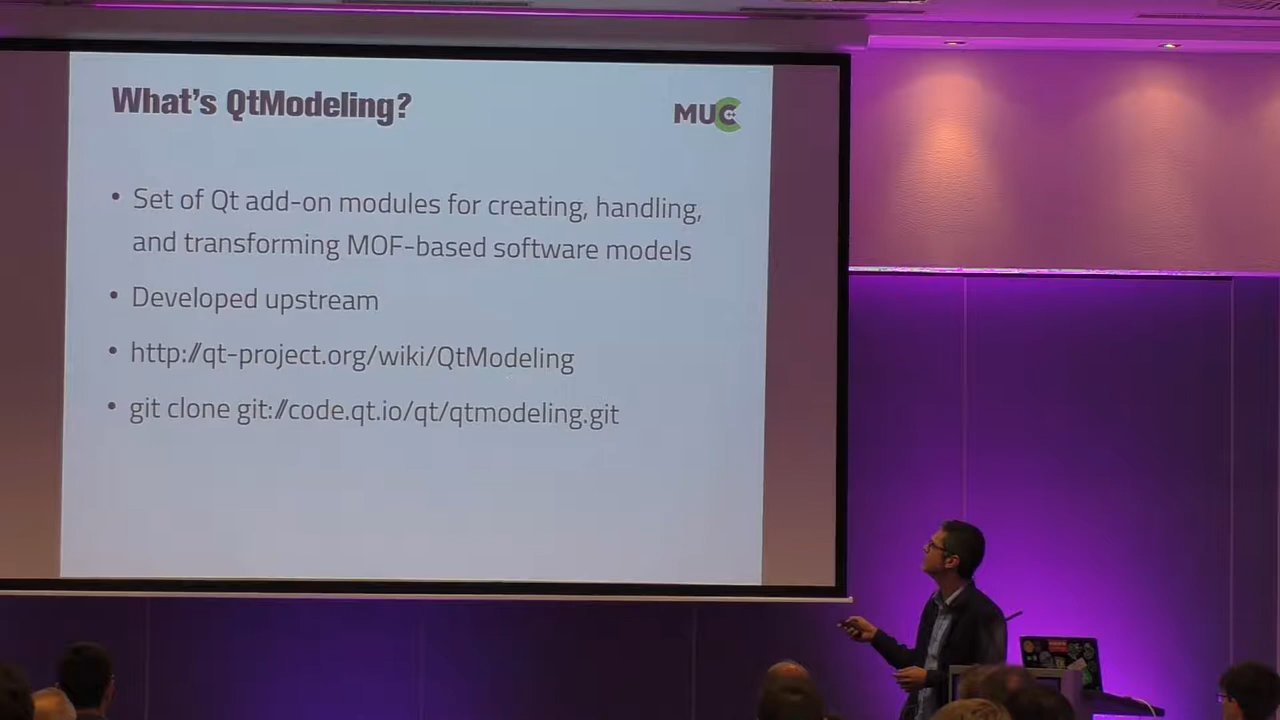 What's QtModeling?
MUC
• Set of Qt add-on modules for creating, handling,
and transforming MOF-based software models
• Developed upstream
• http://qt-project.org/wiki/QtModeling
• git clone git://code.qt.io/qt/qtmodeling.git